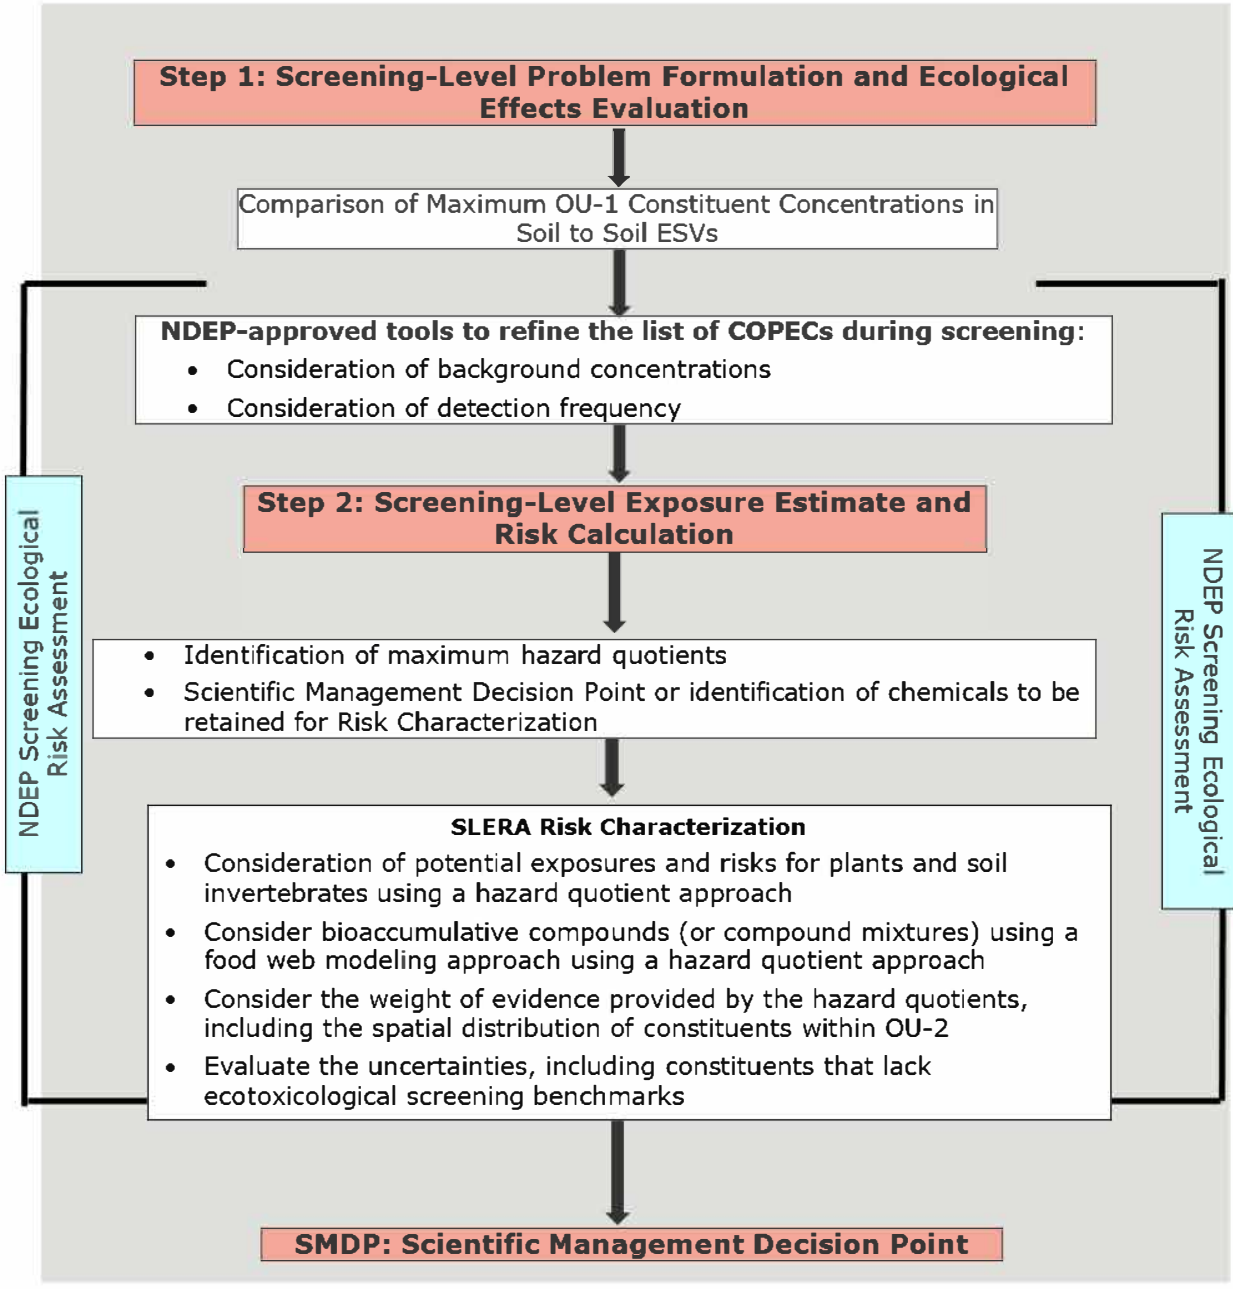 Step 1: Screening-Level Problem Formulation and Ecological
Effects Evaluation
Comparison of Maximum OU-1 Constituent Concentrations in
Soil to Soil ESVs
NDEP-approved tools to refine the list of COPECs during screening:
• Consideration of background concentrations
• Consideration of detection frequency
Step 2: Screening-Level Exposure Estimate and
Risk Calculation
NDEP Screening Ecological
Risk Assessment
NDEP Screening Ecological
Risk Assessment
• Identification of maximum hazard quotients
• Scientific Management Decision Point or identification of chemicals to be
retained for Risk Characterization
SLERA Risk Characterization
• Consideration of potential exposures and risks for plants and soil
invertebrates using a hazard quotient approach
• Consider bioaccumulative compounds (or compound mixtures) using a
food web modeling approach using a hazard quotient approach
• Consider the weight of evidence provided by the hazard quotients,
including the spatial distribution of constituents within OU-2
• Evaluate the uncertainties, including constituents that lack
ecotoxicological screening benchmarks
SMDP: Scientific Management Decision Point